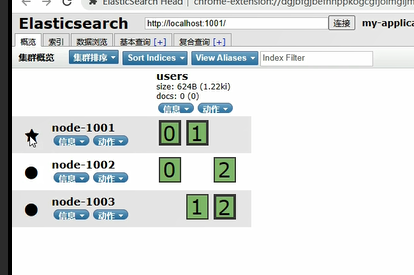 ElasticSearch Head | chrome-extension://
Elasticsearch http://localhost:1001/ 连接 my-applica
概览 索引 数据浏览 基本查询 [+] 复合查询 [+]
集群概览 集群排序 Sort Indices View Aliases Index Filter
users
size: 624B (1.22ki)
docs: 0 (0)
信息 动作
node-1001 0 1
信息 动作
node-1002 0 2
信息 动作
node-1003 1 2
信息 动作